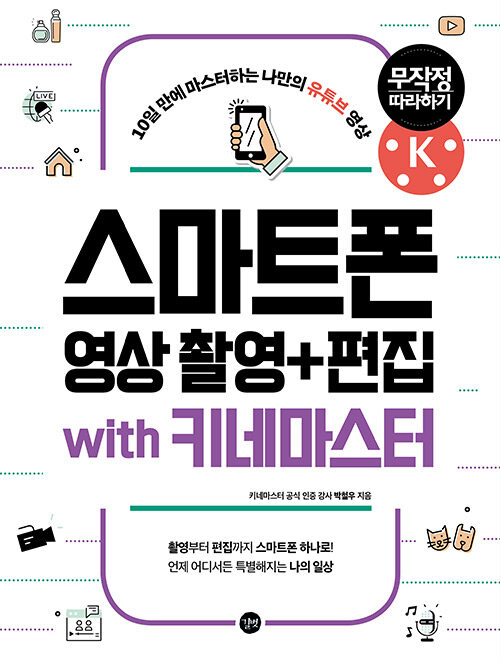 LIVE
10일 만에 마스터하는 나만의 유튜브 영상
무작정
따라하기
K
스마트폰
영상 촬영+편집
with 키네마스터
키네마스터 공식 인증 강사 박철우 지음
촬영부터 편집까지 스마트폰 하나로!
언제 어디서든 특별해지는 나의 일상
길벗